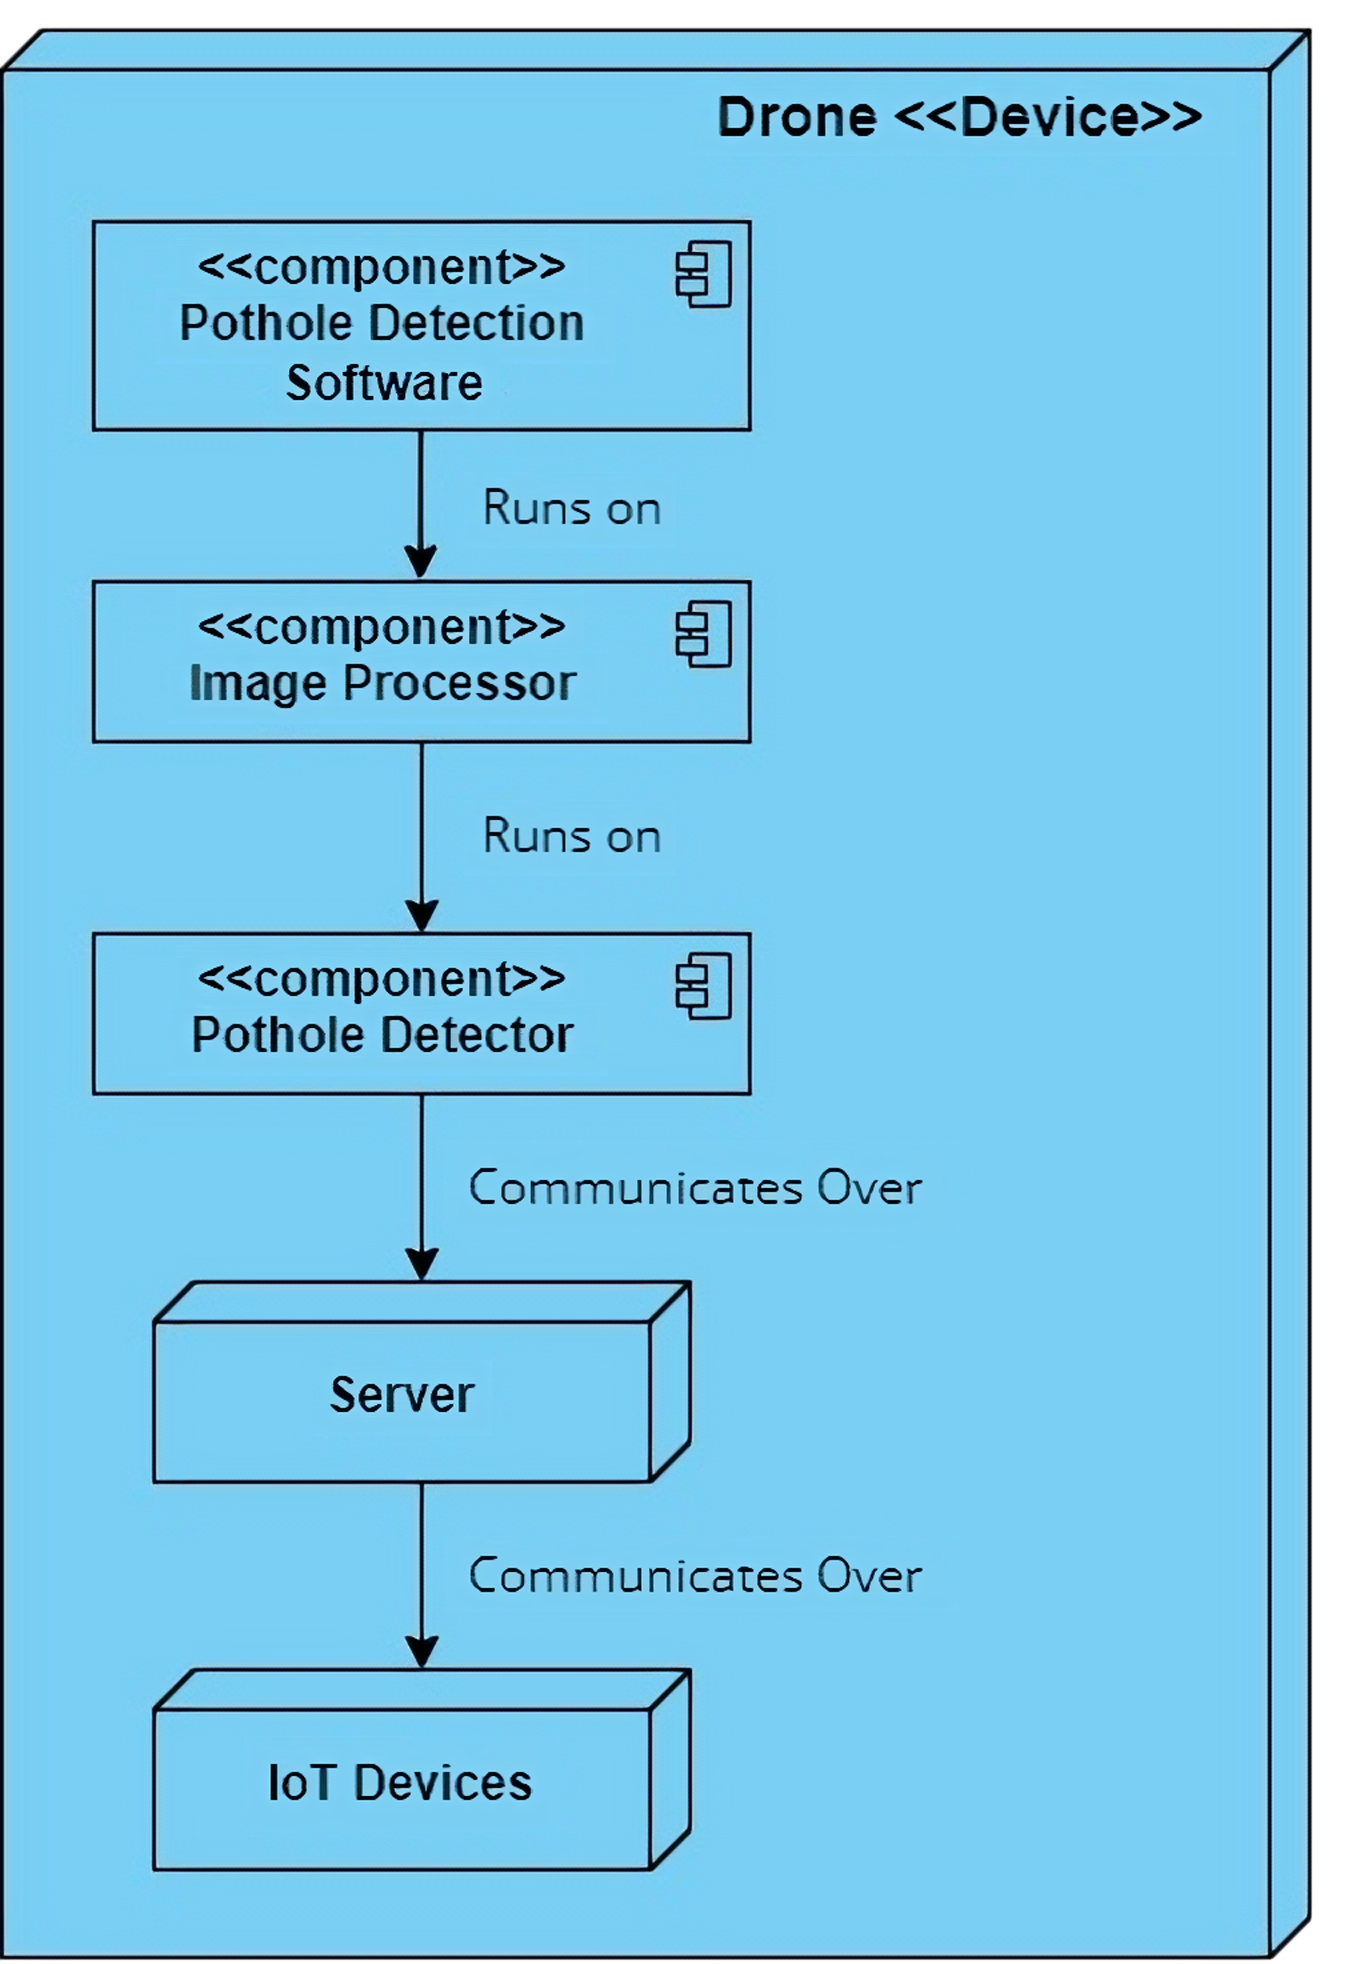 Drone <<Device>>
<<component>>
Pothole Detection
Software
Runs on
<<component>>
Image Processor
Runs on
<<component>>
Pothole Detector
Communicates Over
Server
Communicates Over
IoT Devices